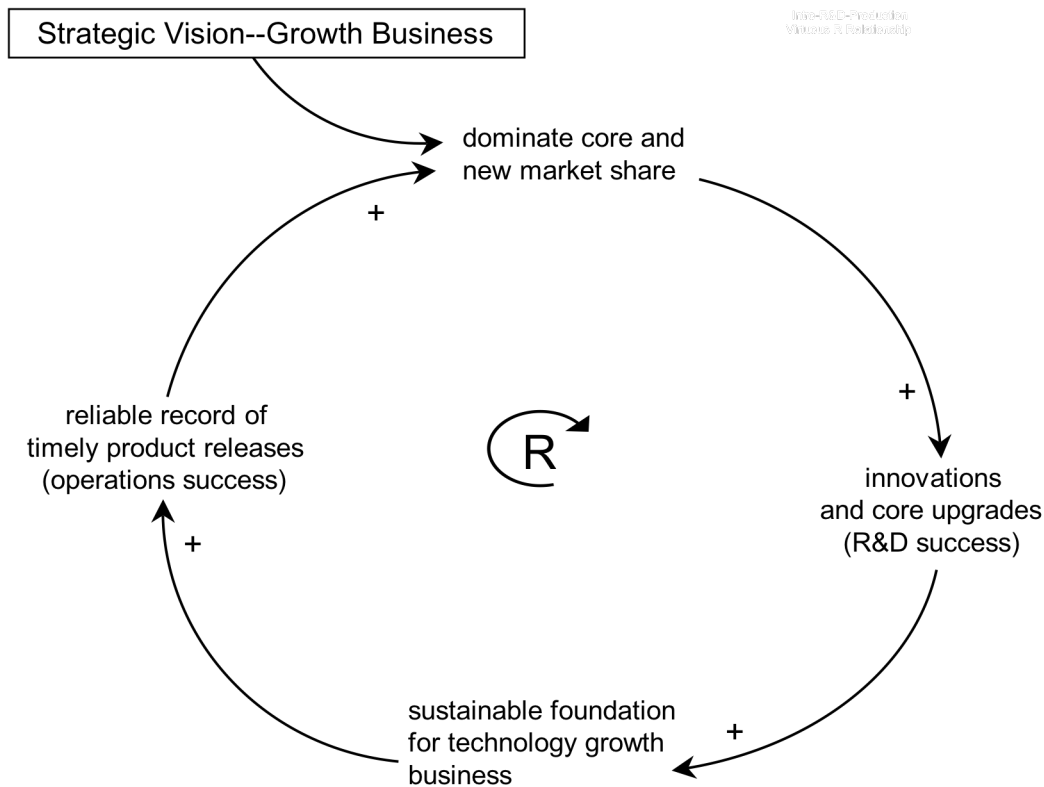 Strategic Vision--Growth Business
dominate core and
new market share
+
+
reliable record of
timely product releases
(operations success)
R
innovations
and core upgrades
(R&D success)
+
+
sustainable foundation
for technology growth
business